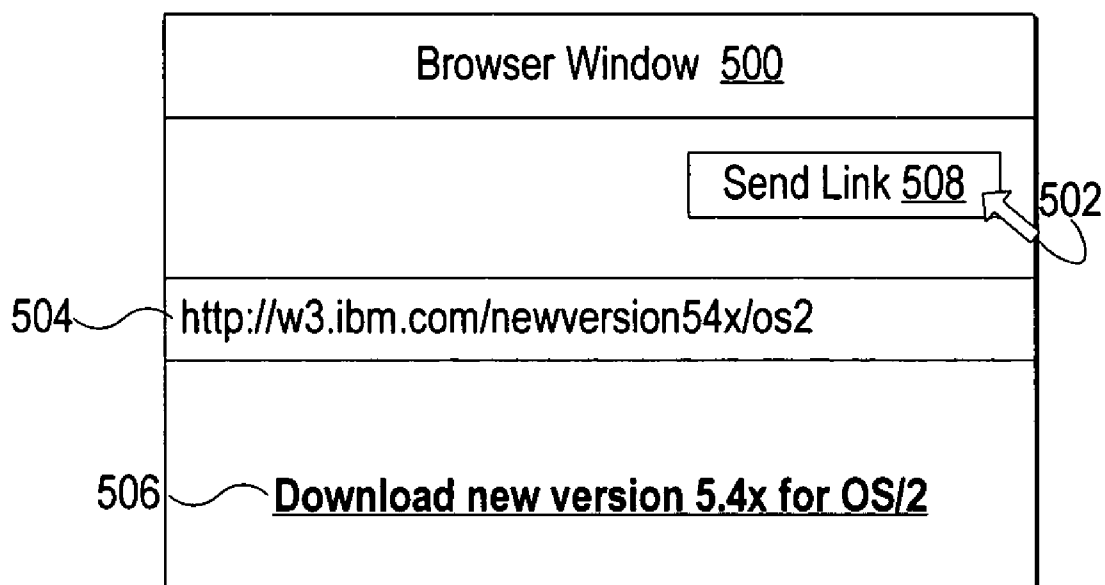 Browser Window 500
Send Link 508
502
504 http://w3.ibm.com/newversion54x/os2
506 Download new version 5.4x for OS/2